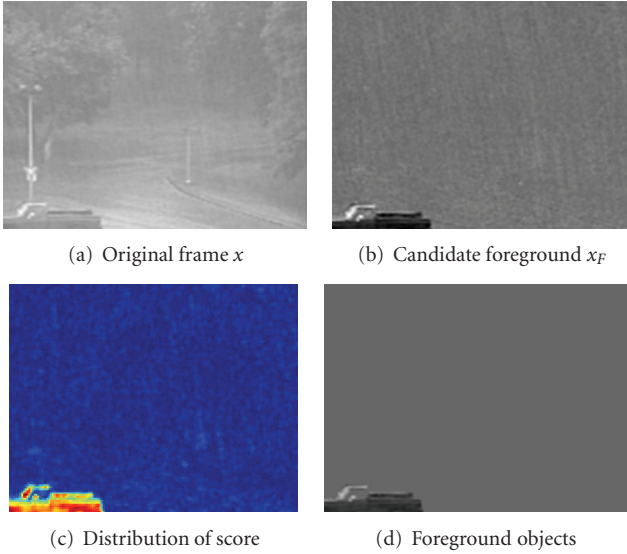 (a) Original frame x
(b) Candidate foreground x_F
(c) Distribution of score
(d) Foreground objects